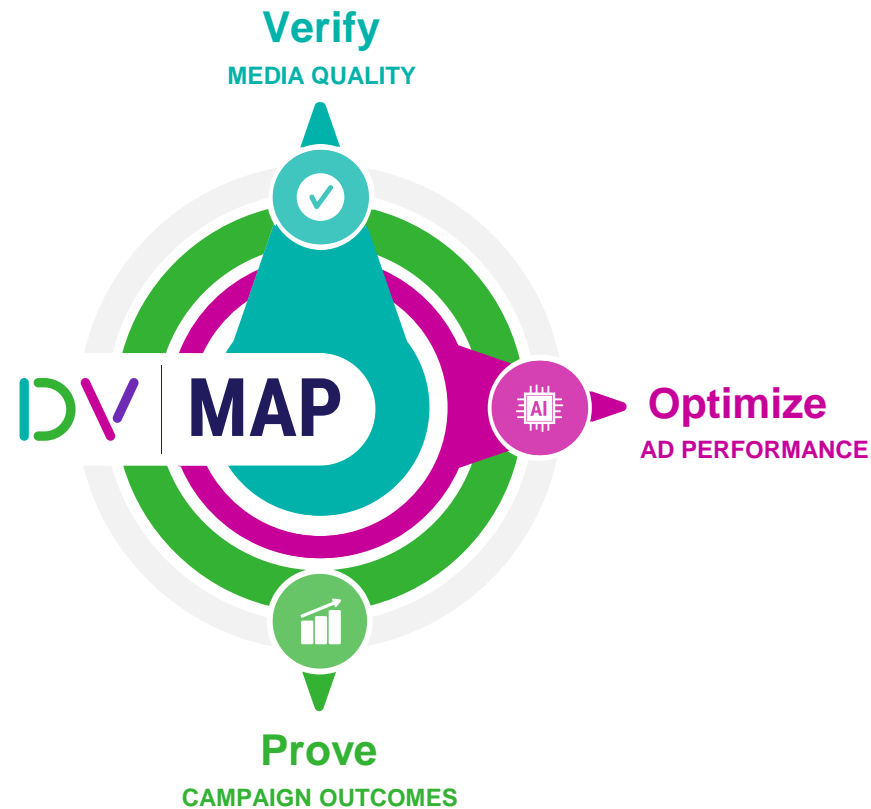 Verify
MEDIA QUALITY
DV MAP
AI
Optimize
AD PERFORMANCE
Prove
CAMPAIGN OUTCOMES